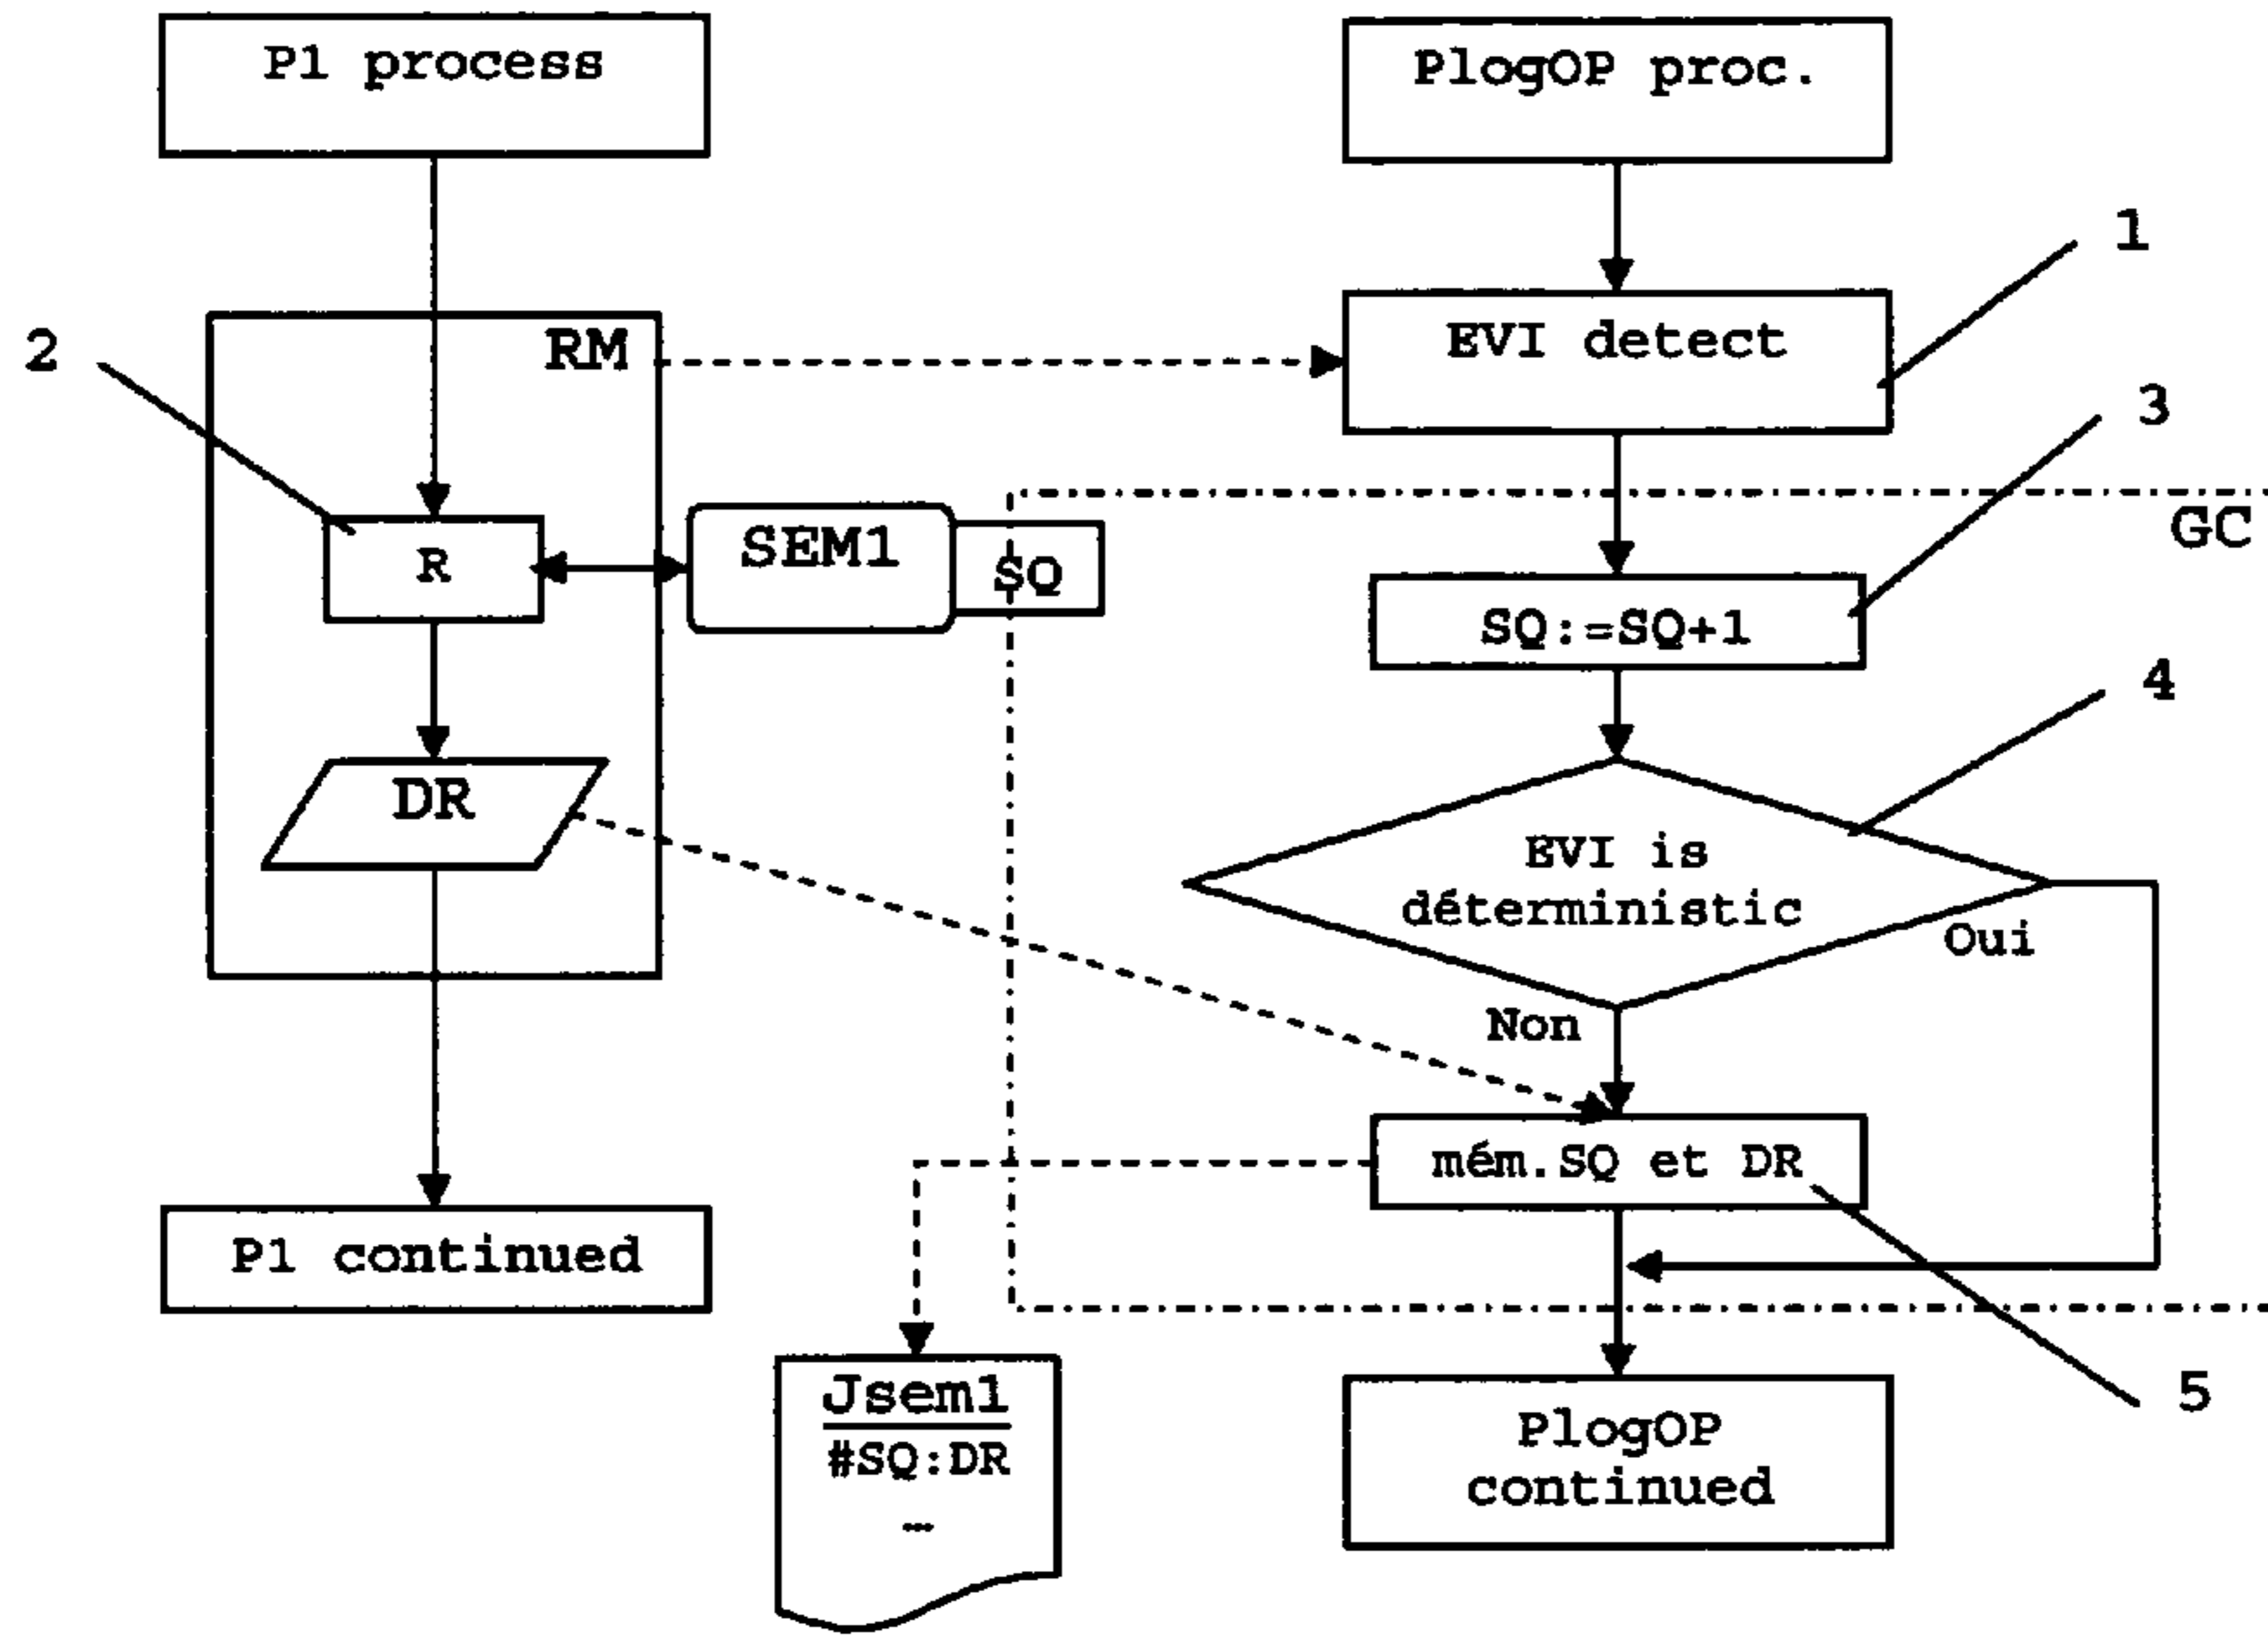 P1 process
PlogOP proc.
1
2
RM
EVI detect
3
GC
R
SEM1
SQ
SQ:=SQ+1
4
DR
EVI is
déterministic
Oui
Non
mém.SQ et DR
P1 continued
5
Jsem1
#SQ:DR
…
PlogOP
continued